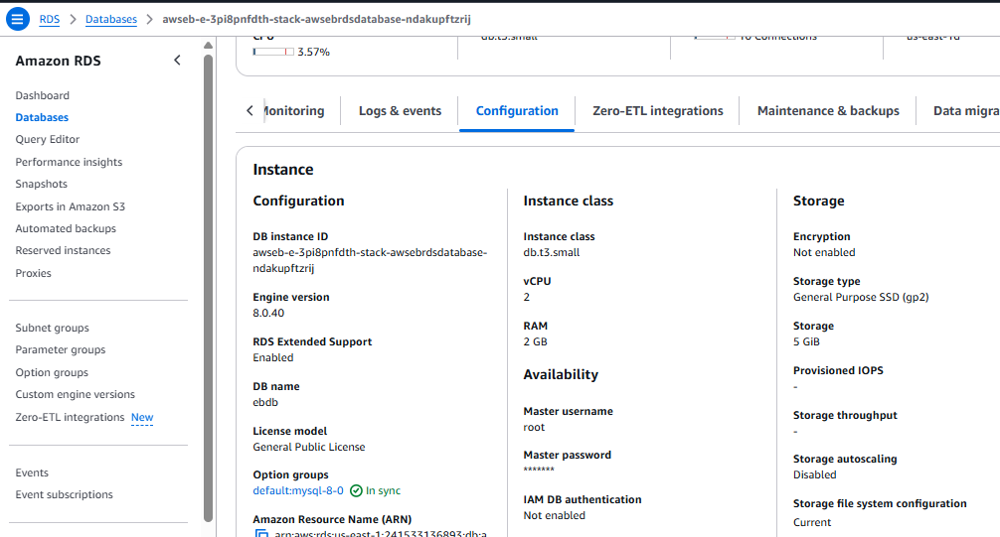 RDS > Databases > awseb-e-3pi8pnfdth-stack-awsebrdsdatabase-ndakupftzrij
Amazon RDS
Dashboard
Databases
Query Editor
Performance insights
Snapshots
Exports in Amazon S3
Automated backups
Reserved instances
Proxies
Subnet groups
Parameter groups
Option groups
Custom engine versions
Zero-ETL integrations New
Events
Event subscriptions
CPU
3.57%
db.t3.small
10 Connections
us-east-1d
Monitoring
Logs & events
Configuration
Zero-ETL integrations
Maintenance & backups
Data migra
Instance
Configuration
DB instance ID
awseb-e-3pi8pnfdth-stack-awsebrdsdatabase-
ndakupftzrij
Engine version
8.0.40
RDS Extended Support
Enabled
DB name
ebdb
License model
General Public License
Option groups
default:mysql-8-0 In sync
Amazon Resource Name (ARN)
arn:aws:rds:us-east-1:241533136893:db:a
Instance class
Instance class
db.t3.small
vCPU
2
RAM
2 GB
Availability
Master username
root
Master password
*******
IAM DB authentication
Not enabled
Storage
Encryption
Not enabled
Storage type
General Purpose SSD (gp2)
Storage
5 GiB
Provisioned IOPS
-
Storage throughput
-
Storage autoscaling
Disabled
Storage file system configuration
Current